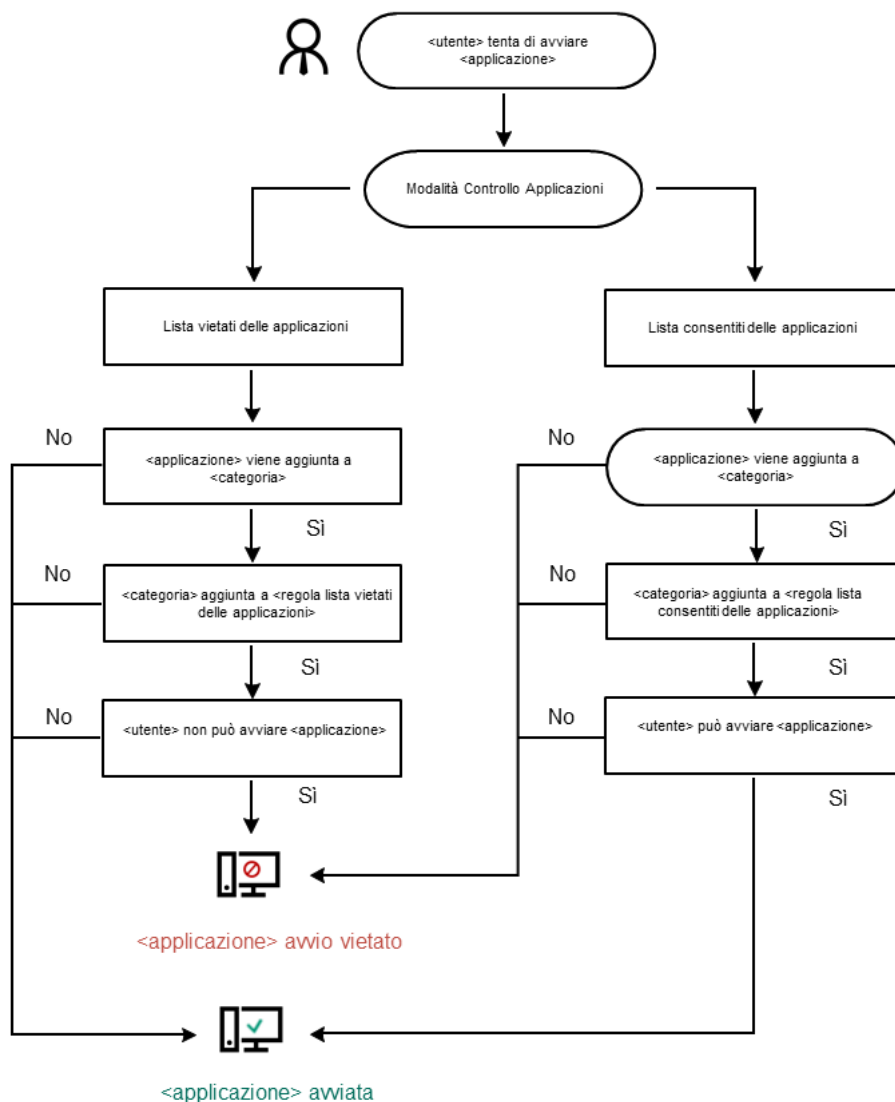 <utente> tenta di avviare
<applicazione>
Modalità Controllo Applicazioni
Lista vietati delle applicazioni
Lista consentiti delle applicazioni
No
<applicazione> viene aggiunta a
<categoria>
No
<applicazione> viene aggiunta a
<categoria>
Sì
Sì
No
<categoria> aggiunta a <regola lista vietati
delle applicazioni>
No
<categoria> aggiunta a <regola lista
consentiti delle applicazioni>
Sì
Sì
No
<utente> non può avviare <applicazione>
No
<utente> può avviare <applicazione>
Sì
Sì
<applicazione> avvio vietato
<applicazione> avviata